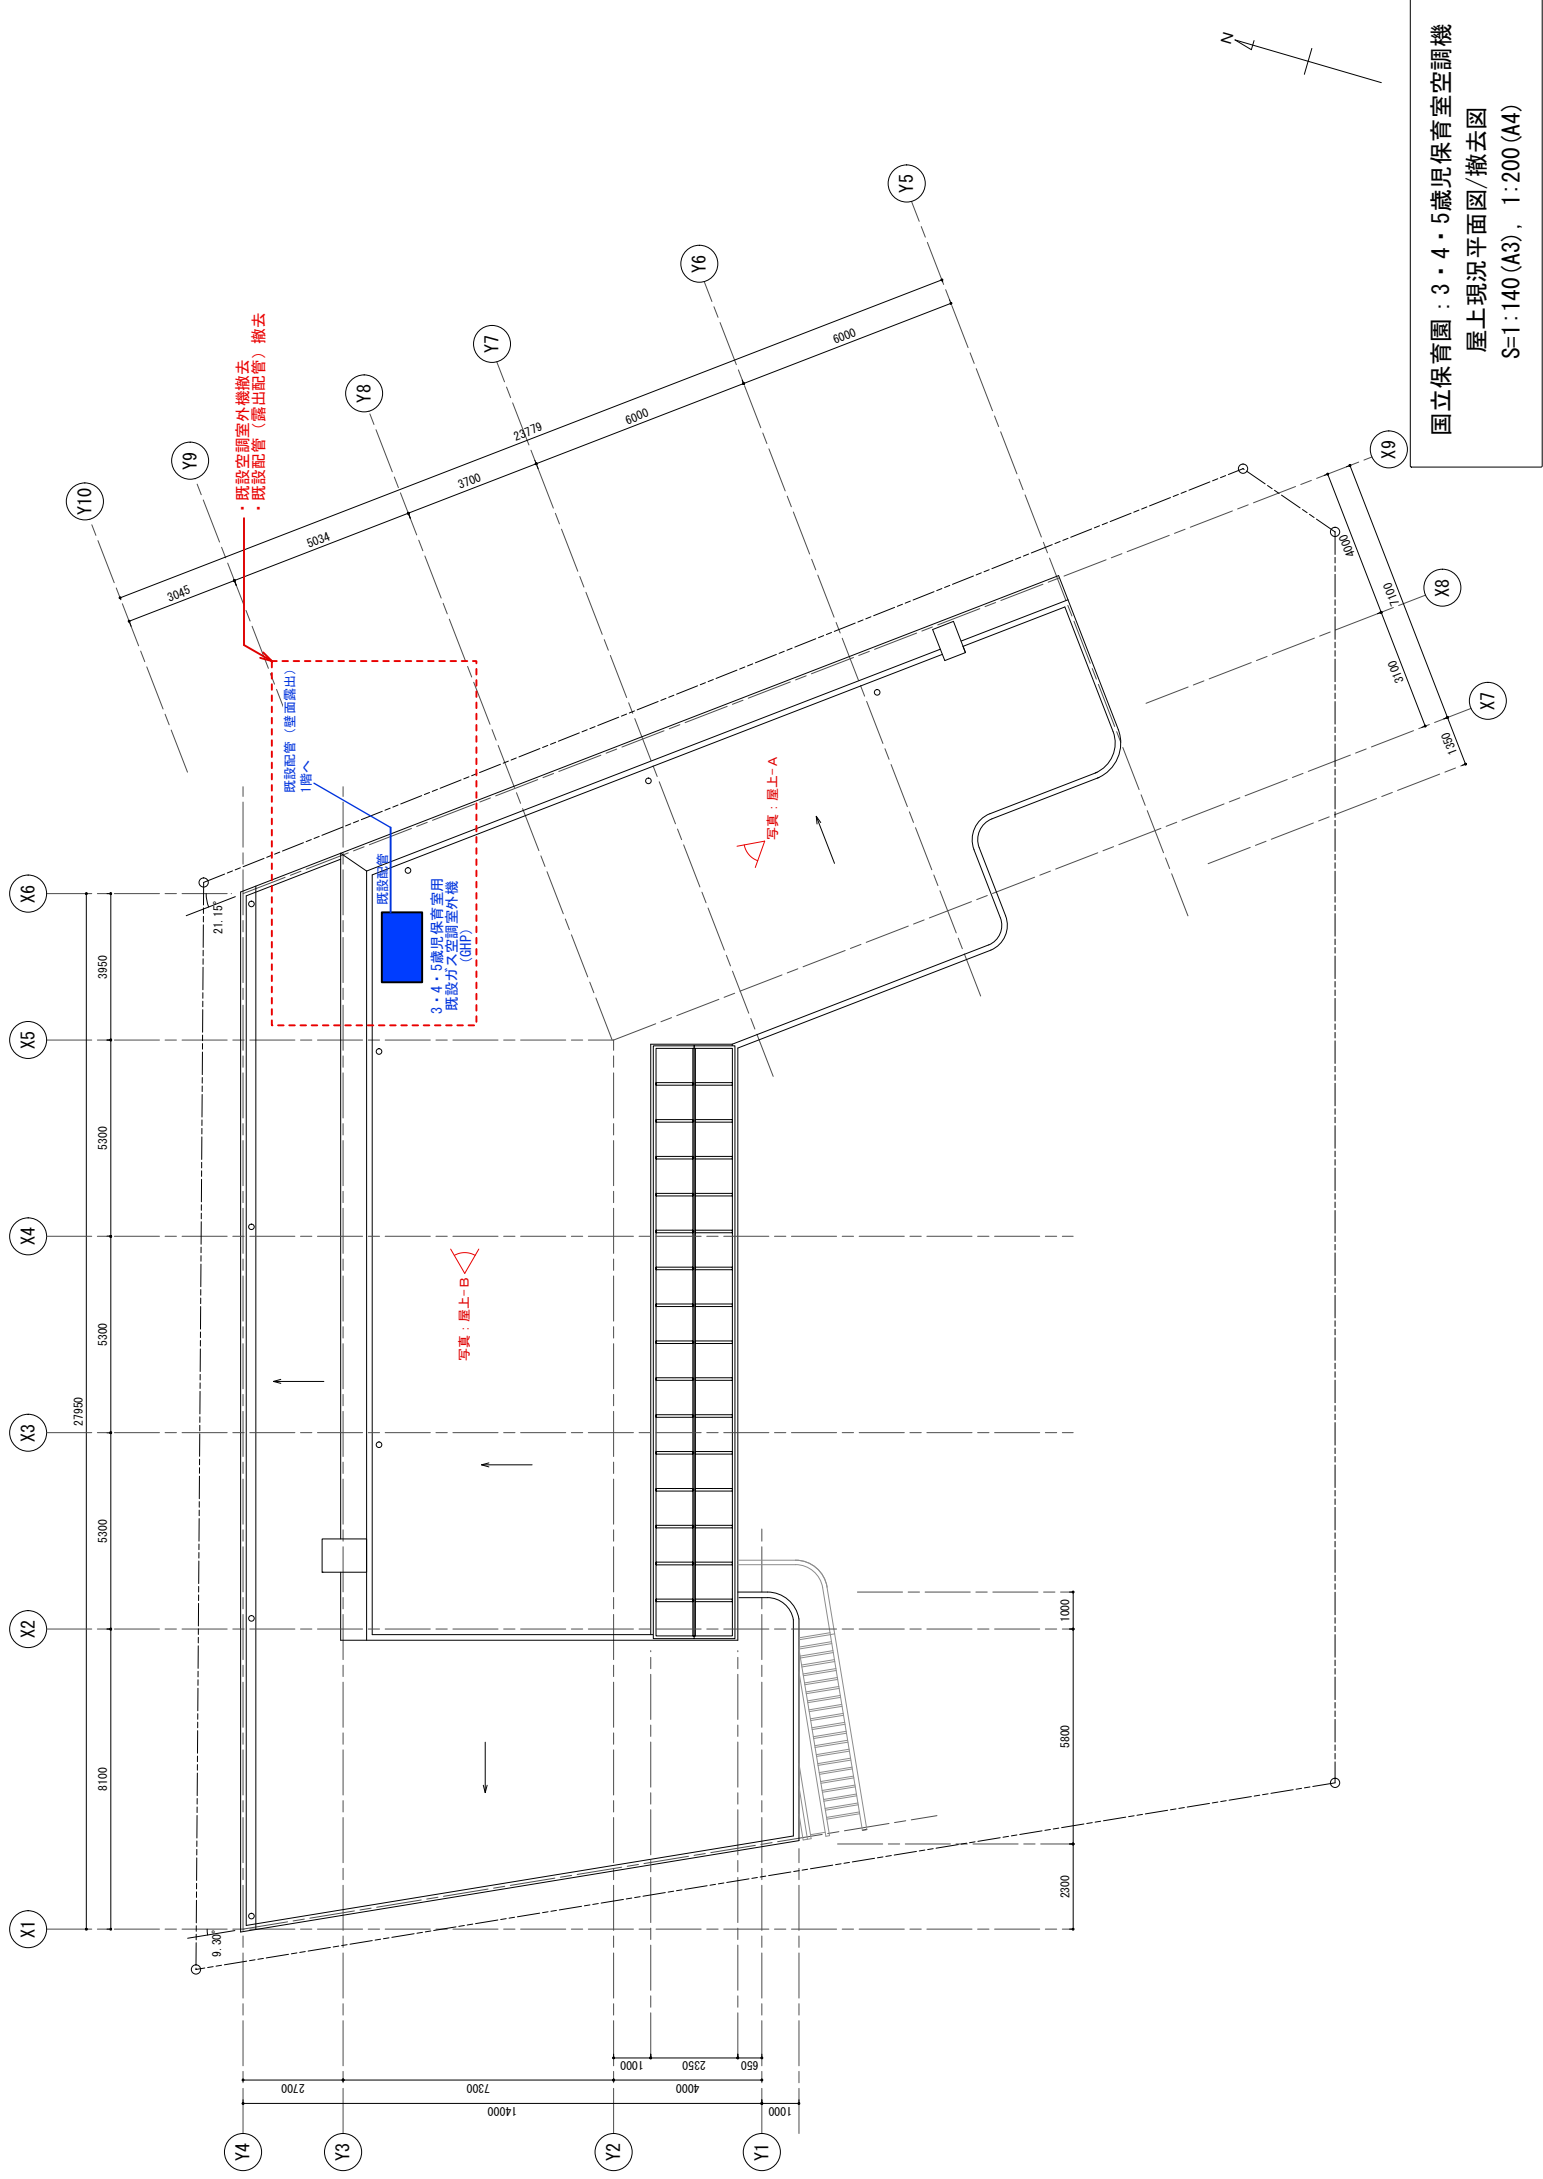 国立保育園：3・4・5歳児保育室空調機
屋上現況平面図/撤去図
S=1:140(A3), 1:200(A4)
N
・既設空調室外機撤去
・既設配管（露出配管）撤去
既設配管（壁面露出）
1階へ
既設配管
3・4・5歳児保育室用
既設ガス空調室外機
(GHP)
写真：屋上-A
写真：屋上-B
X1
X2
X3
X4
X5
X6
8100
5300
5300
5300
3950
27950
9.30°
21.15°
Y10
Y9
Y8
Y7
Y6
Y5
3045
5034
3700
6000
6000
23779
X9
X8
X7
4000
3100
7100
1350
Y4
Y3
Y2
Y1
2700
7300
4000
14000
1000
1000
2350
650
2300
5800
1000